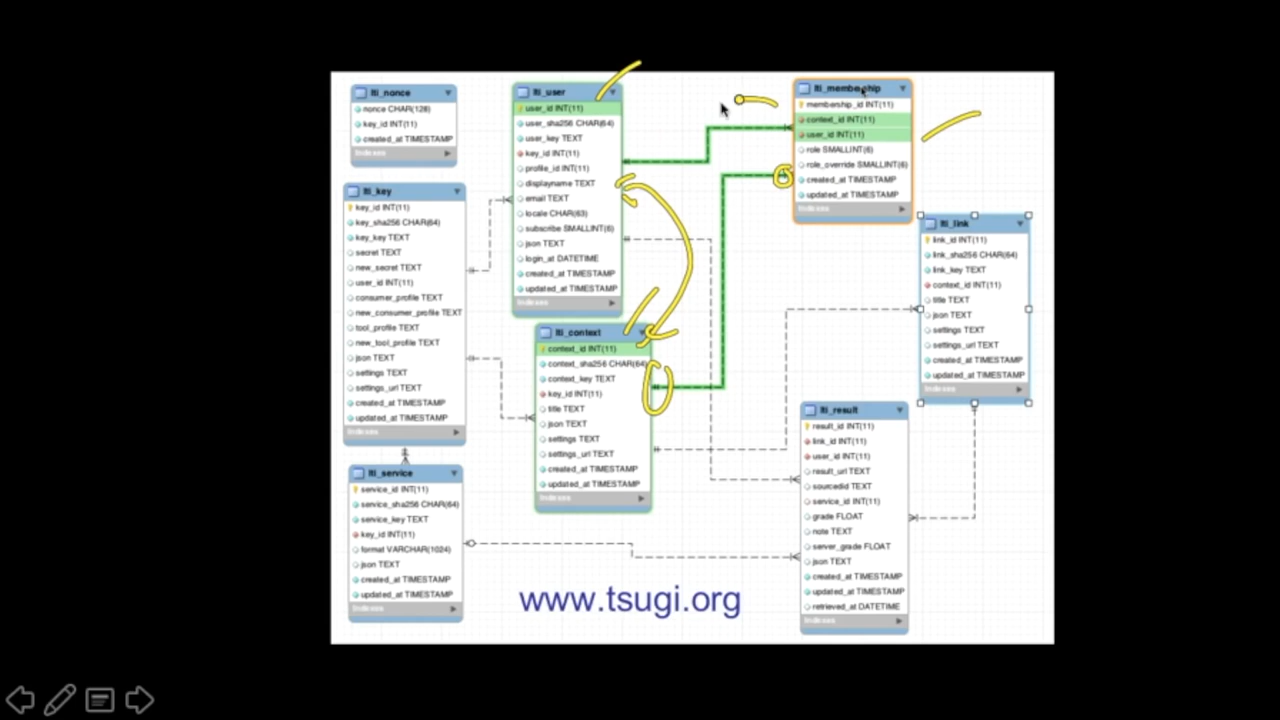 lti_nonce
nonce CHAR(128)
key_id INT(11)
created_at TIMESTAMP
Indexes
lti_key
key_id INT(11)
key_sha256 CHAR(64)
key_key TEXT
secret TEXT
new_secret TEXT
user_id INT(11)
consumer_profile TEXT
new_consumer_profile TEXT
tool_profile TEXT
new_tool_profile TEXT
json TEXT
settings TEXT
settings_url TEXT
created_at TIMESTAMP
updated_at TIMESTAMP
Indexes
lti_service
service_id INT(11)
service_sha256 CHAR(64)
service_key TEXT
key_id INT(11)
format VARCHAR(1024)
json TEXT
created_at TIMESTAMP
updated_at TIMESTAMP
Indexes
lti_user
user_id INT(11)
user_sha256 CHAR(64)
user_key TEXT
key_id INT(11)
profile_id INT(11)
displayname TEXT
email TEXT
locale CHAR(63)
subscribe SMALLINT(6)
json TEXT
login_at DATETIME
created_at TIMESTAMP
updated_at TIMESTAMP
Indexes
lti_context
context_id INT(11)
context_sha256 CHAR(64)
context_key TEXT
key_id INT(11)
title TEXT
json TEXT
settings TEXT
settings_url TEXT
created_at TIMESTAMP
updated_at TIMESTAMP
Indexes
lti_membership
membership_id INT(11)
context_id INT(11)
user_id INT(11)
role SMALLINT(6)
role_override SMALLINT(6)
created_at TIMESTAMP
updated_at TIMESTAMP
Indexes
lti_link
link_id INT(11)
link_sha256 CHAR(64)
link_key TEXT
context_id INT(11)
title TEXT
json TEXT
settings TEXT
settings_url TEXT
created_at TIMESTAMP
updated_at TIMESTAMP
Indexes
lti_result
result_id INT(11)
link_id INT(11)
user_id INT(11)
result_url TEXT
sourcedid TEXT
service_id INT(11)
grade FLOAT
note TEXT
server_grade FLOAT
json TEXT
created_at TIMESTAMP
updated_at TIMESTAMP
retrieved_at DATETIME
Indexes
www.tsugi.org